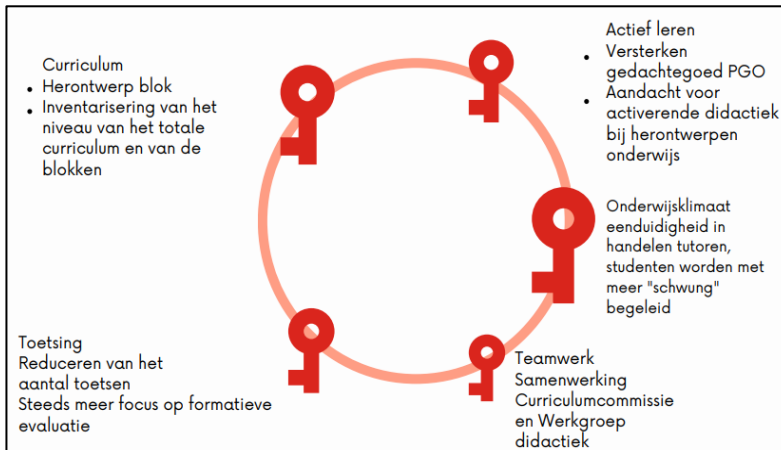 Curriculum
• Herontwerp blok
• Inventarisering van het
niveau van het totale
curriculum en van de
blokken
Actief leren
• Versterken
gedachtegoed PGO
• Aandacht voor
activerende didactiek
bij herontwerpen
onderwijs
Onderwijsklimaat
eenduidigheid in
handelen tutoren,
studenten worden met
meer "schwung"
begeleid
Toetsing
Reduceren van het
aantal toetsen
Steeds meer focus op formatieve
evaluatie
Teamwerk
Samenwerking
Curriculumcommissie
en Werkgroep
didactiek